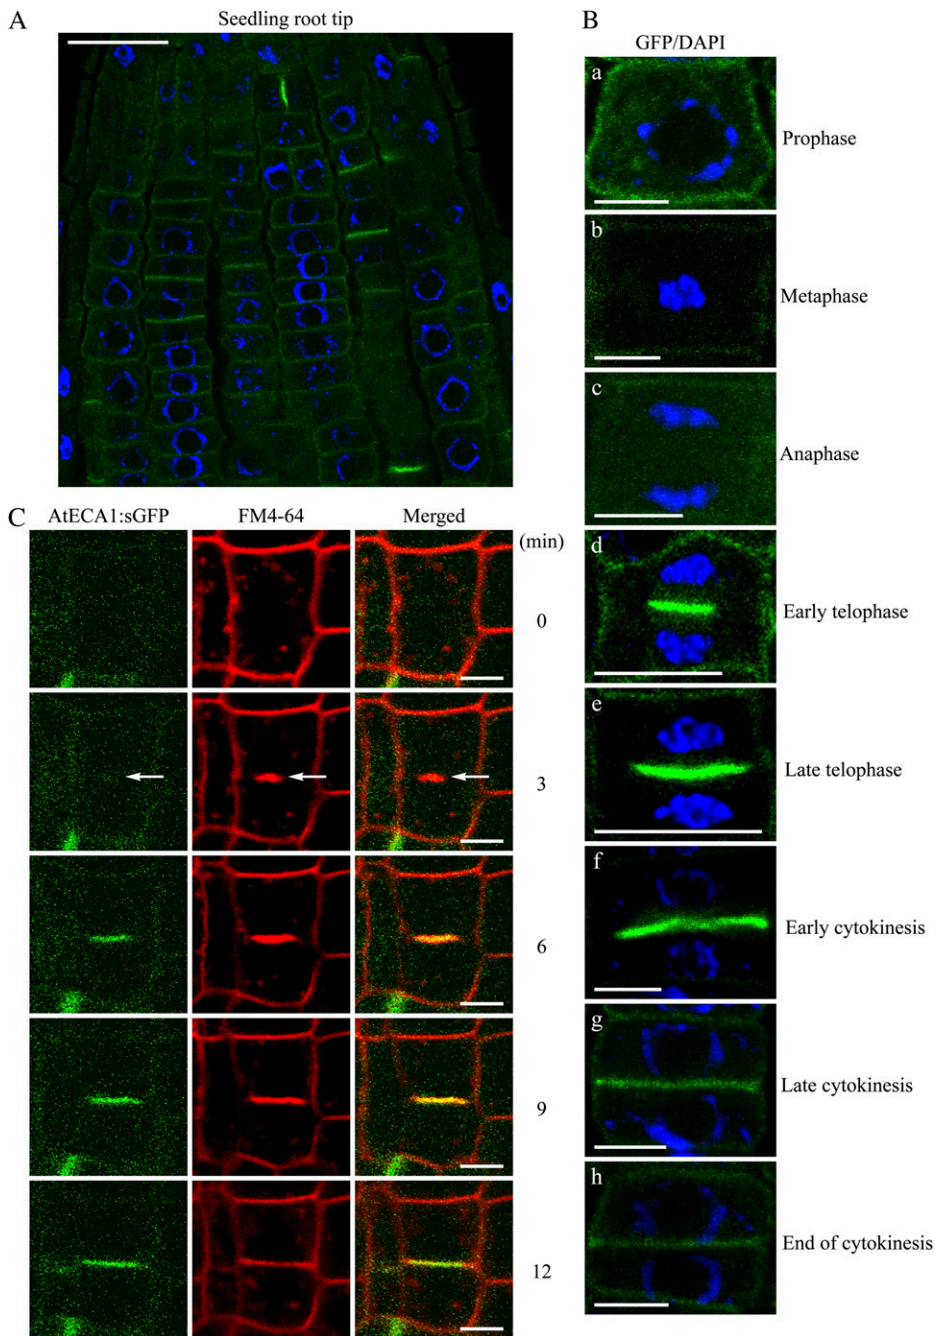 A
Seedling root tip
B
GFP/DAPI
a
Prophase
b
Metaphase
c
Anaphase
d
Early telophase
e
Late telophase
f
Early cytokinesis
g
Late cytokinesis
h
End of cytokinesis
C
AtECA1:sGFP FM4-64 Merged
(min)
0
3
6
9
12